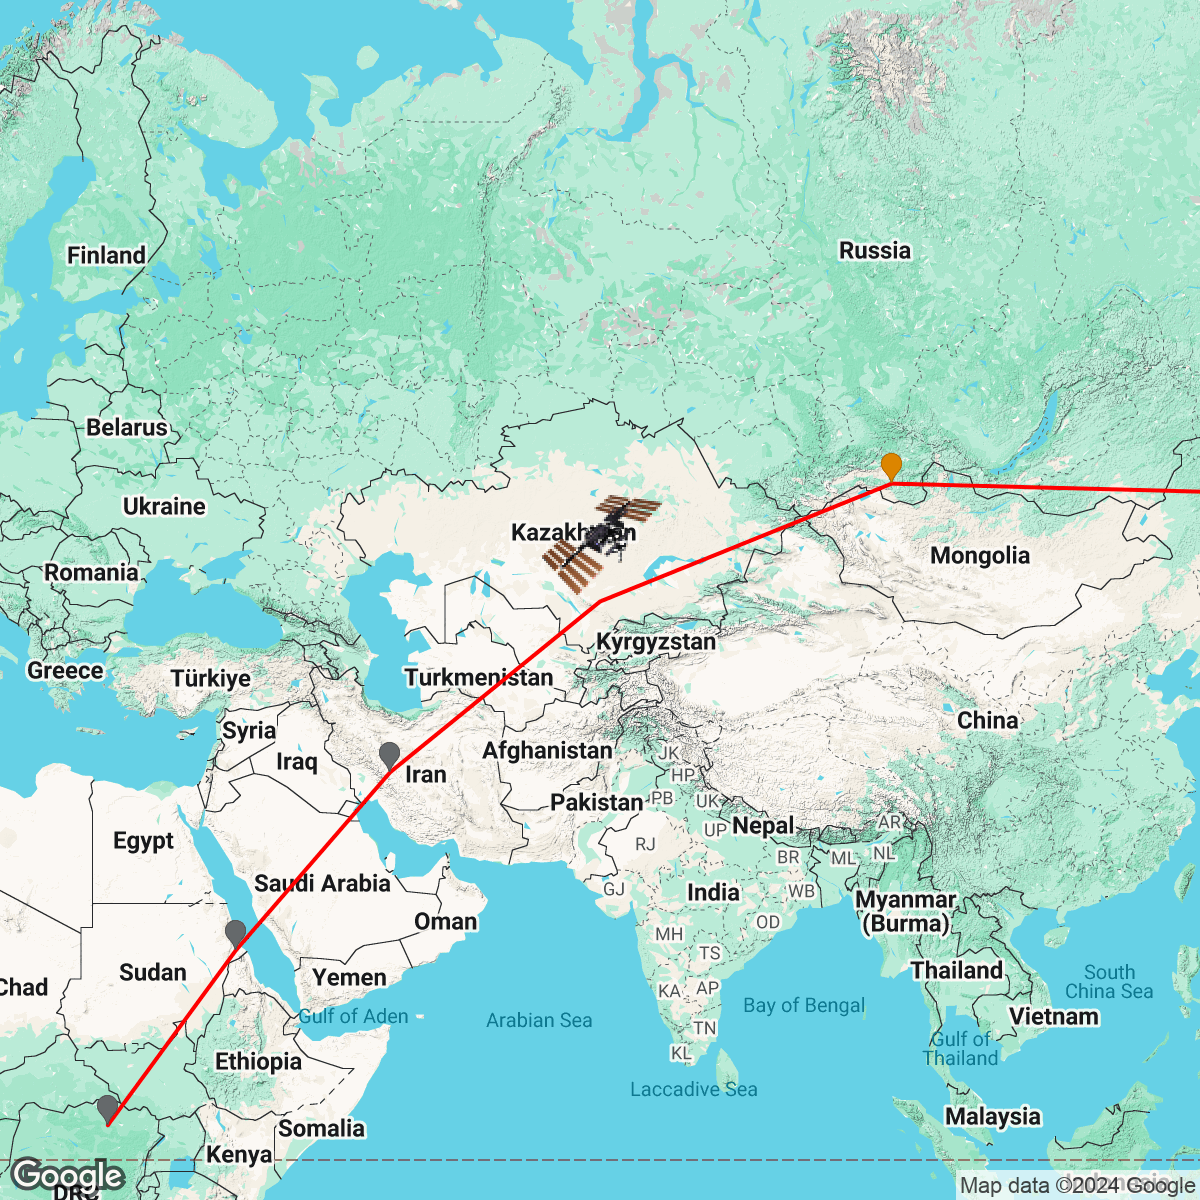 Finland
Russia
Belarus
Ukraine
Kazakhstan
Romania
Mongolia
Kyrgyzstan
Greece
Türkiye
Turkmenistan
China
Syria
Iraq
Afghanistan
JK
Iran
HP
Pakistan
PB
UK
Nepal
AR
UP
Egypt
RJ
BR
ML
NL
Saudi Arabia
GJ
India
WB
Myanmar
(Burma)
Oman
MH
OD
TS
Sudan
Yemen
Thailand
South
China Sea
Chad
KA
AP
Bay of Bengal
Gulf of Aden
Arabian Sea
TN
Vietnam
Gulf of
Thailand
Ethiopia
KL
Laccadive Sea
Malaysia
Somalia
Kenya
Google
DRC
Indonesia
Map data ©2024 Google